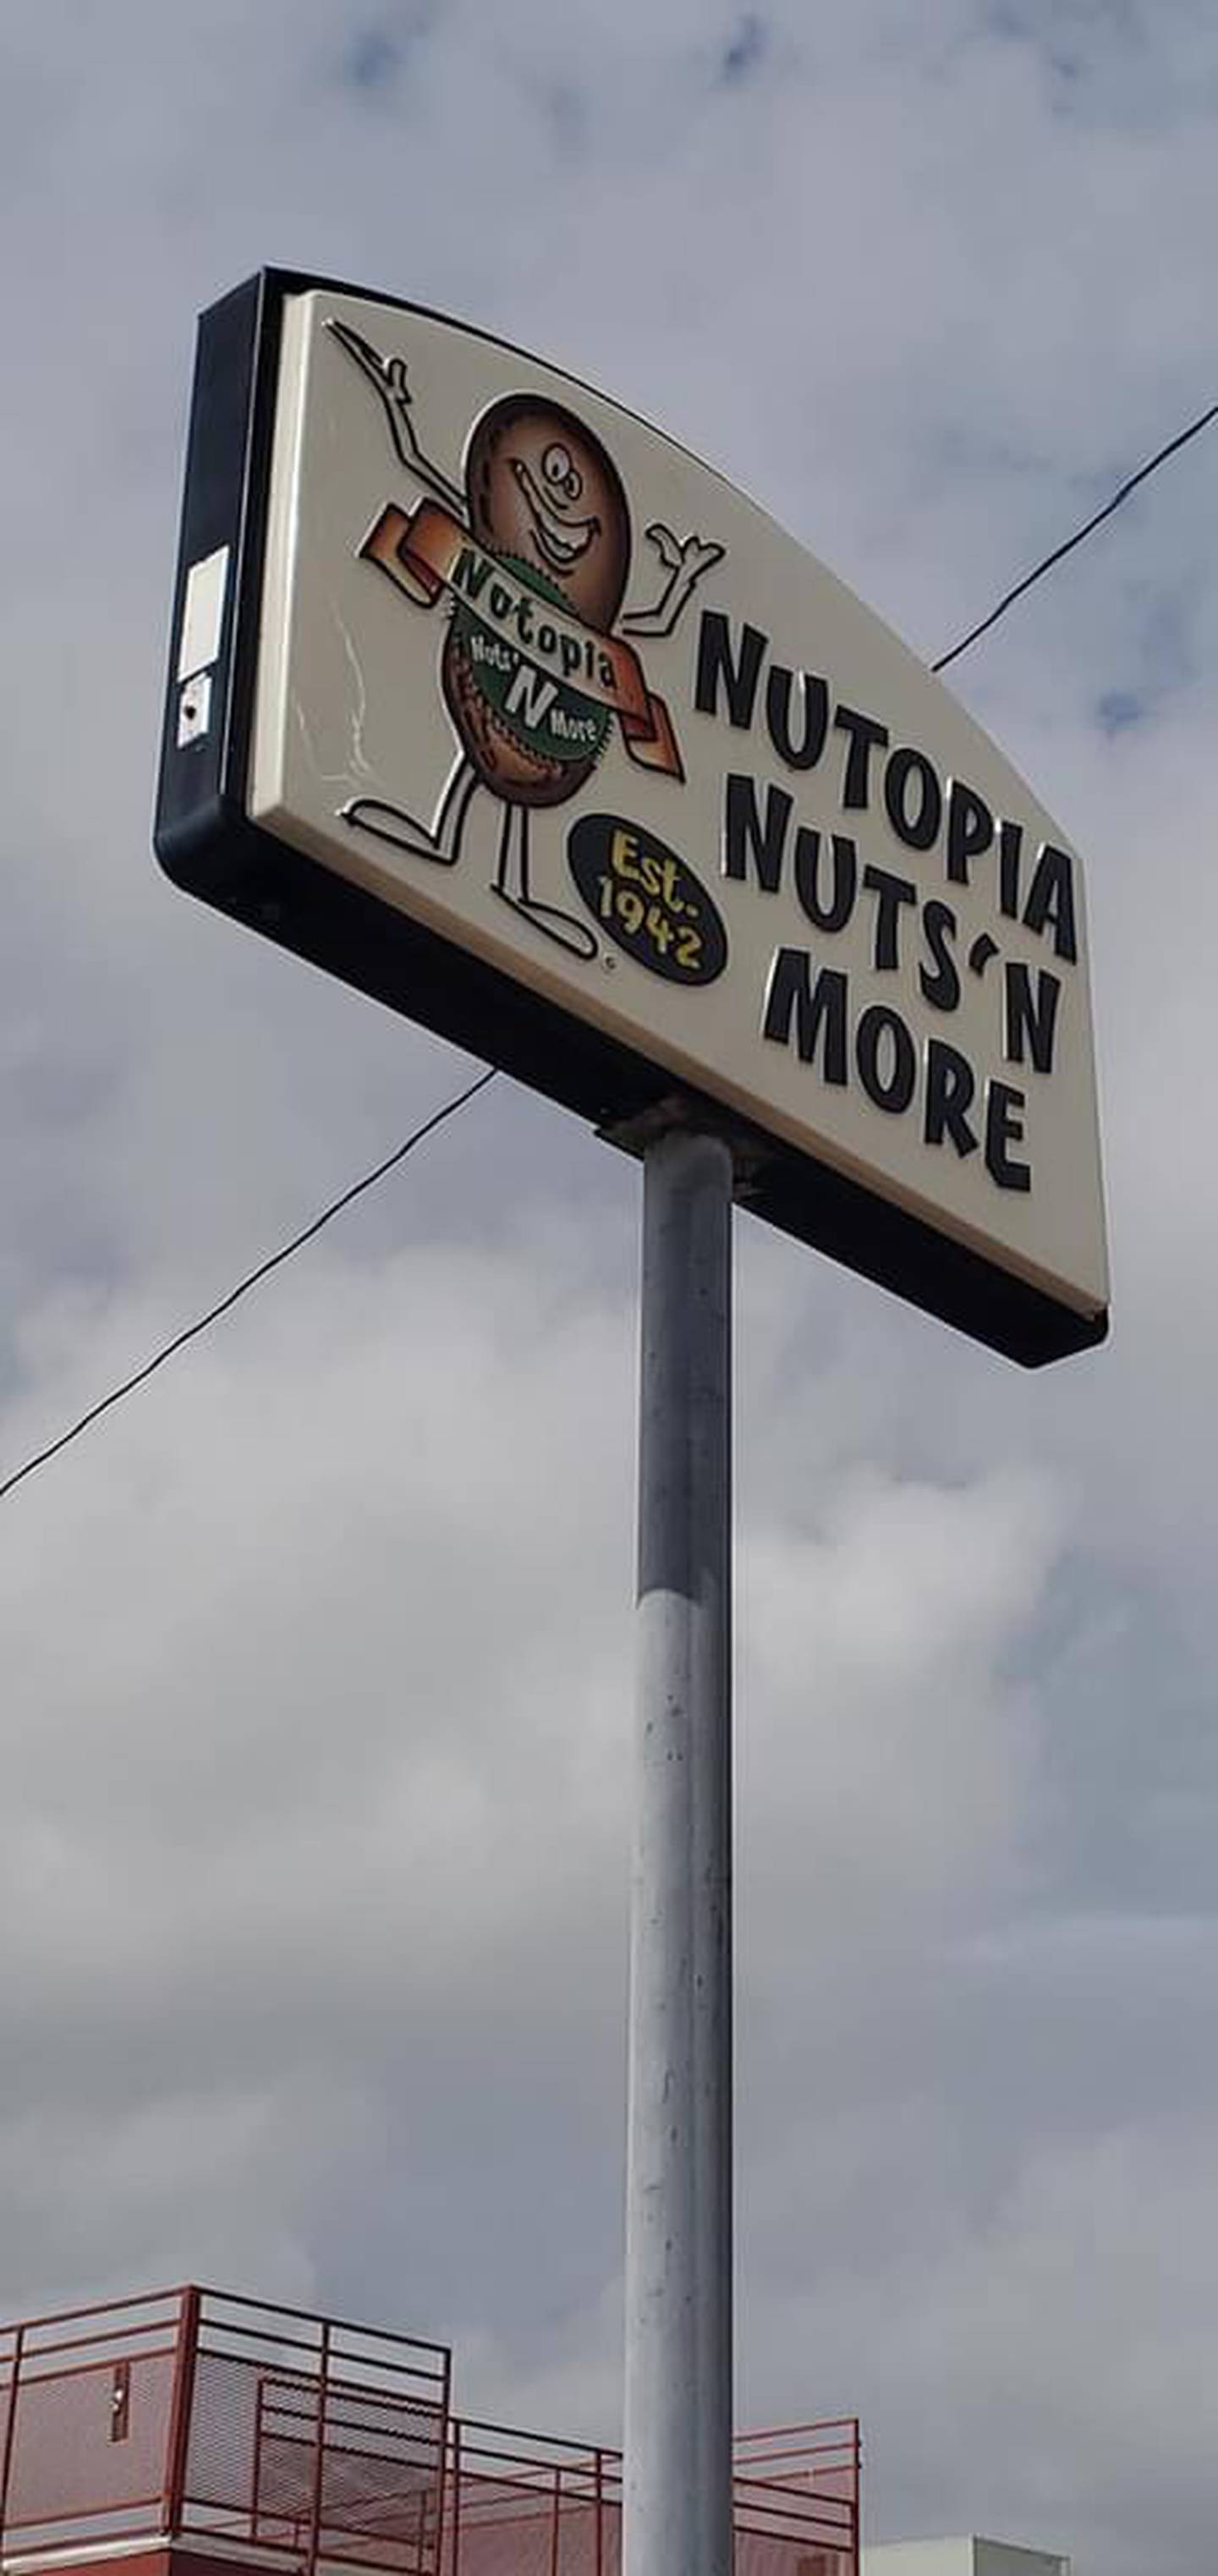 Nutopia
Nuts'
N
More
Est.
1942
NUTOPIA
NUTS'N
MORE